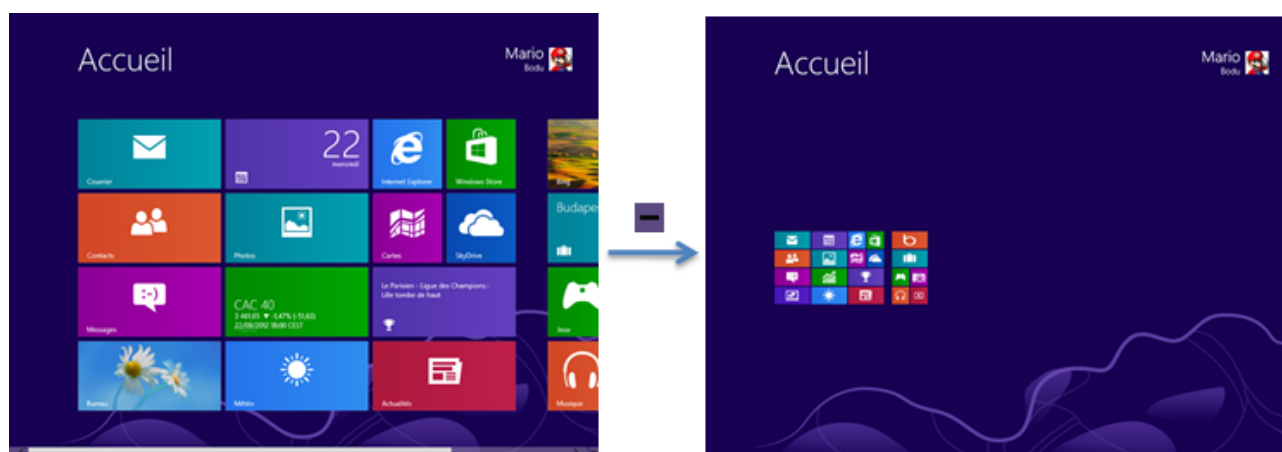 Accueil
Mario
Bodu
Courrier
22
mercredi
Internet Explorer
Windows Store
Bing
Contacts
Photos
Cartes
SkyDrive
Budapes
Messages
CAC 40
3 461,65 ▼ -1,47% (-51,63)
22/08/2012 18:00 CEST
Le Parisien - Ligue des Champions :
Lille tombe de haut
Jeux
Bureau
Météo
Actualités
Musique
Accueil
Mario
Bodu